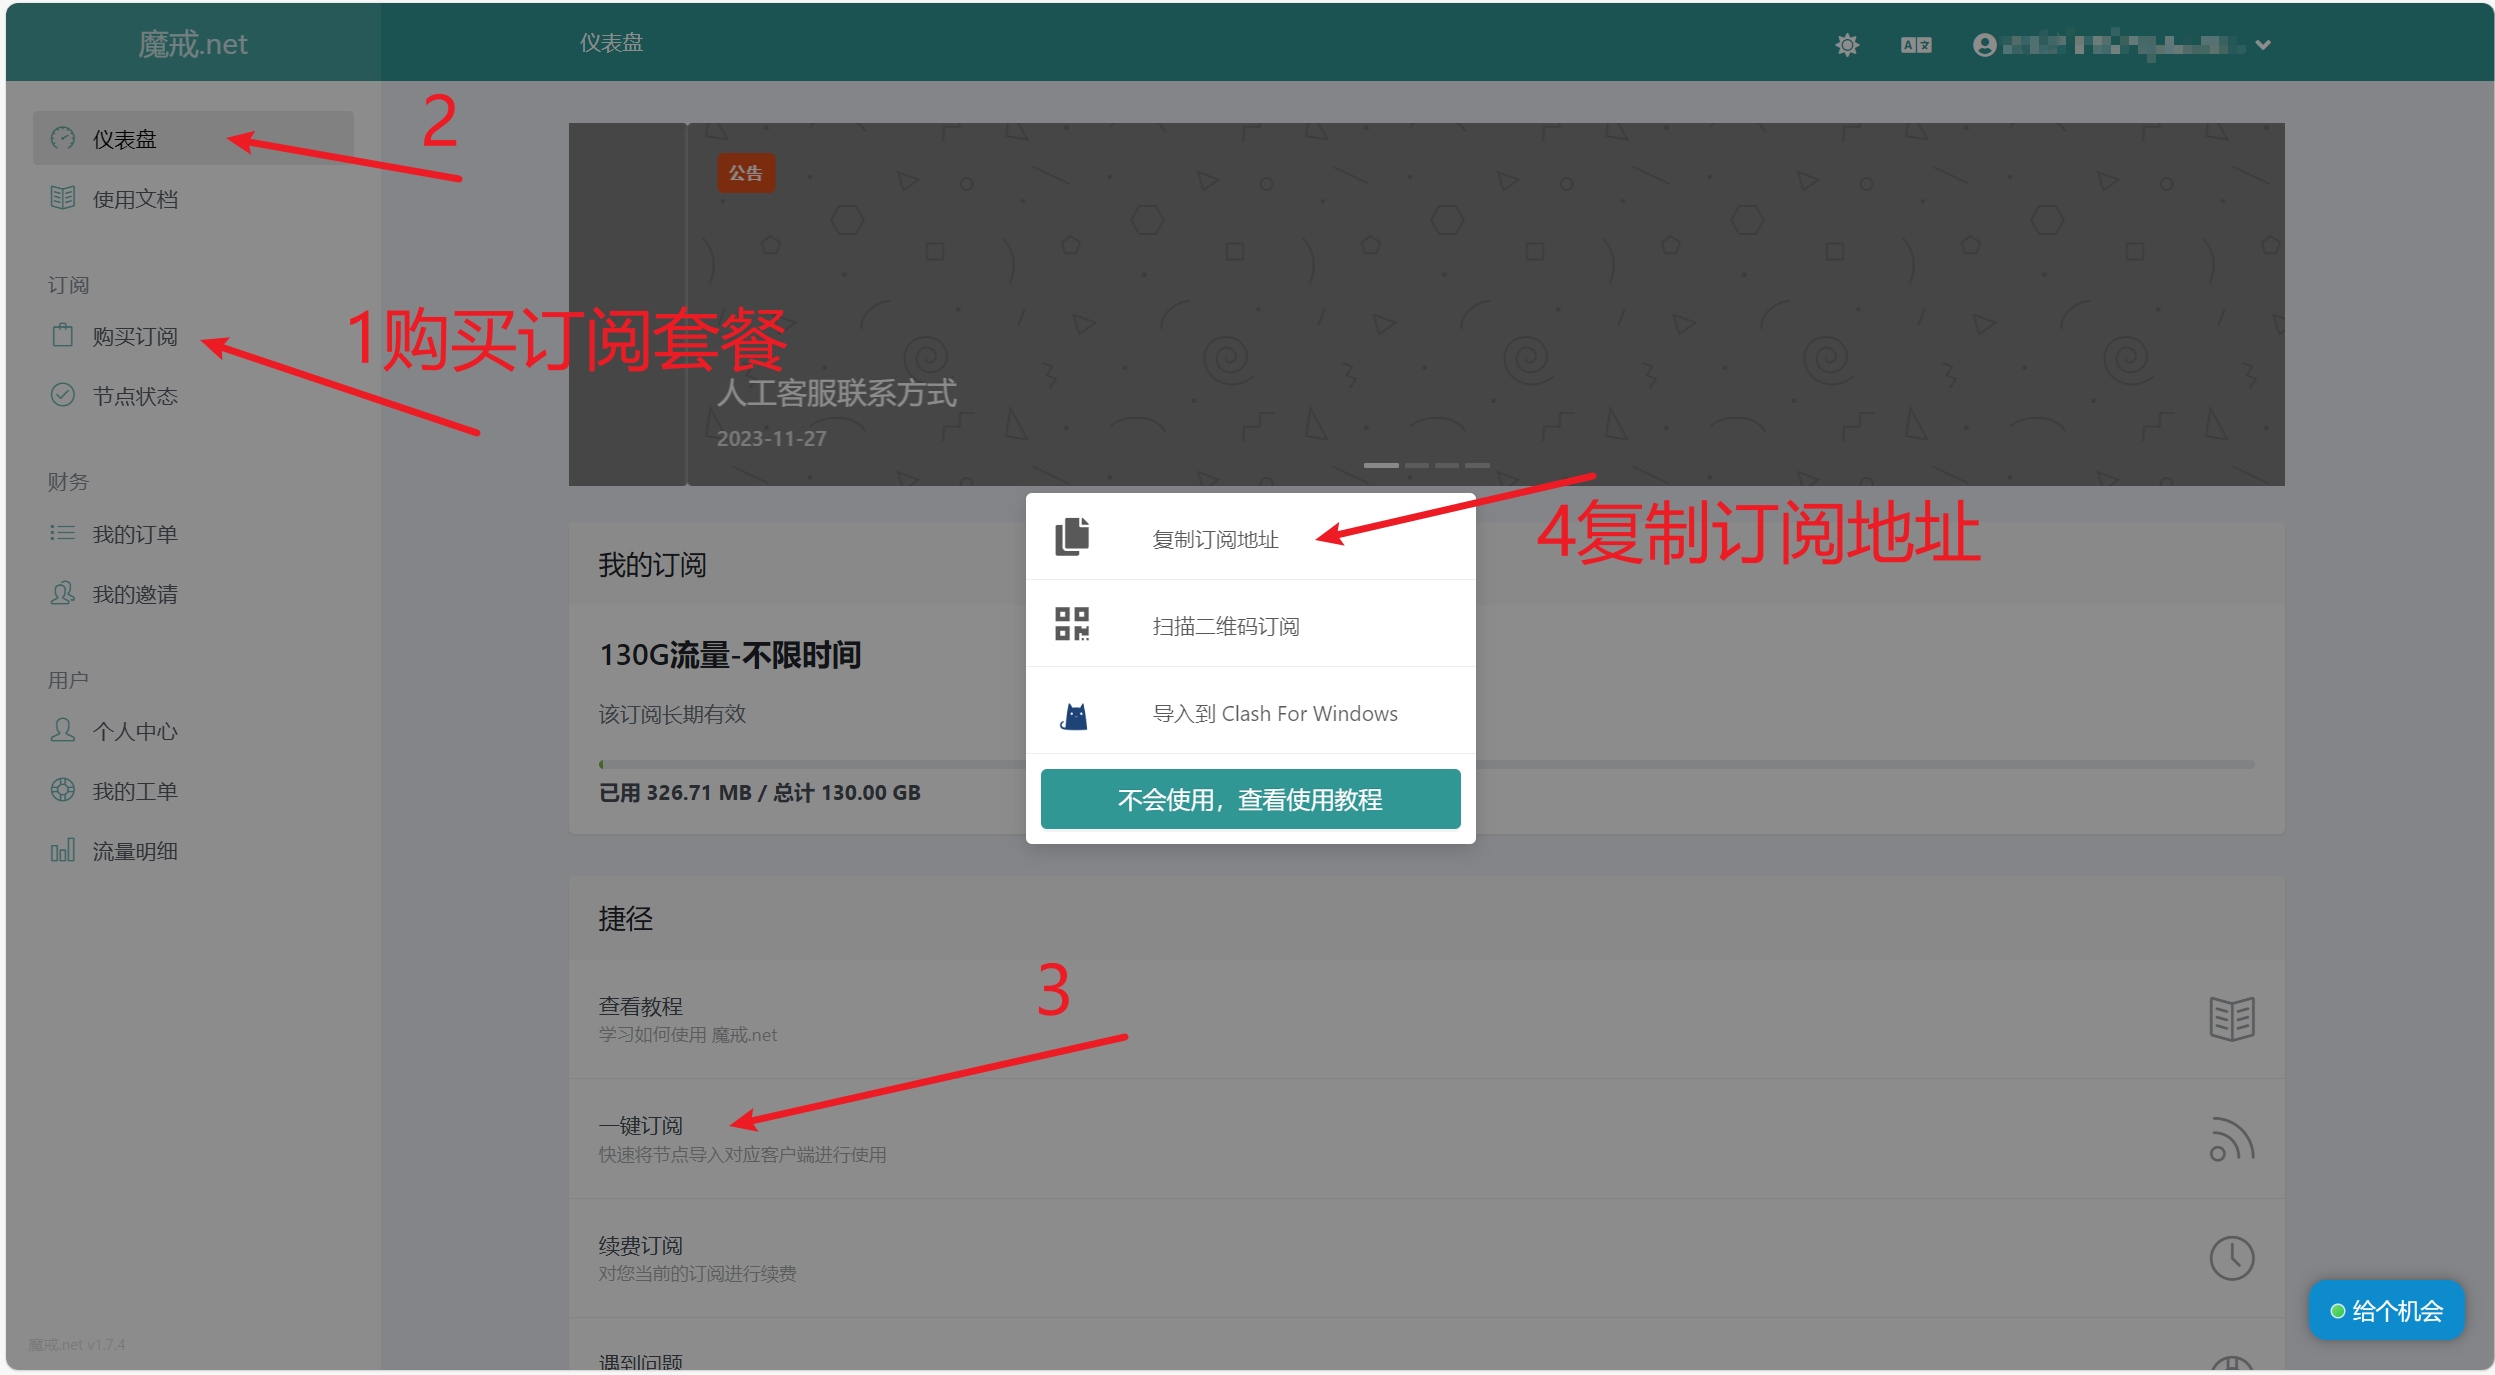 魔戒.net
仪表盘
2
仪表盘
使用文档
订阅
购买订阅
节点状态
财务
我的订单
我的邀请
用户
个人中心
我的工单
流量明细
魔戒.net v1.7.4
1购买订阅套餐
公告
人工客服联系方式
2023-11-27
4复制订阅地址
复制订阅地址
扫描二维码订阅
导入到 Clash For Windows
不会使用，查看使用教程
我的订阅
130G流量-不限时间
该订阅长期有效
已用 326.71 MB / 总计 130.00 GB
捷径
3
查看教程
学习如何使用 魔戒.net
一键订阅
快速将节点导入对应客户端进行使用
续费订阅
对您当前的订阅进行续费
遇到问题
给个机会